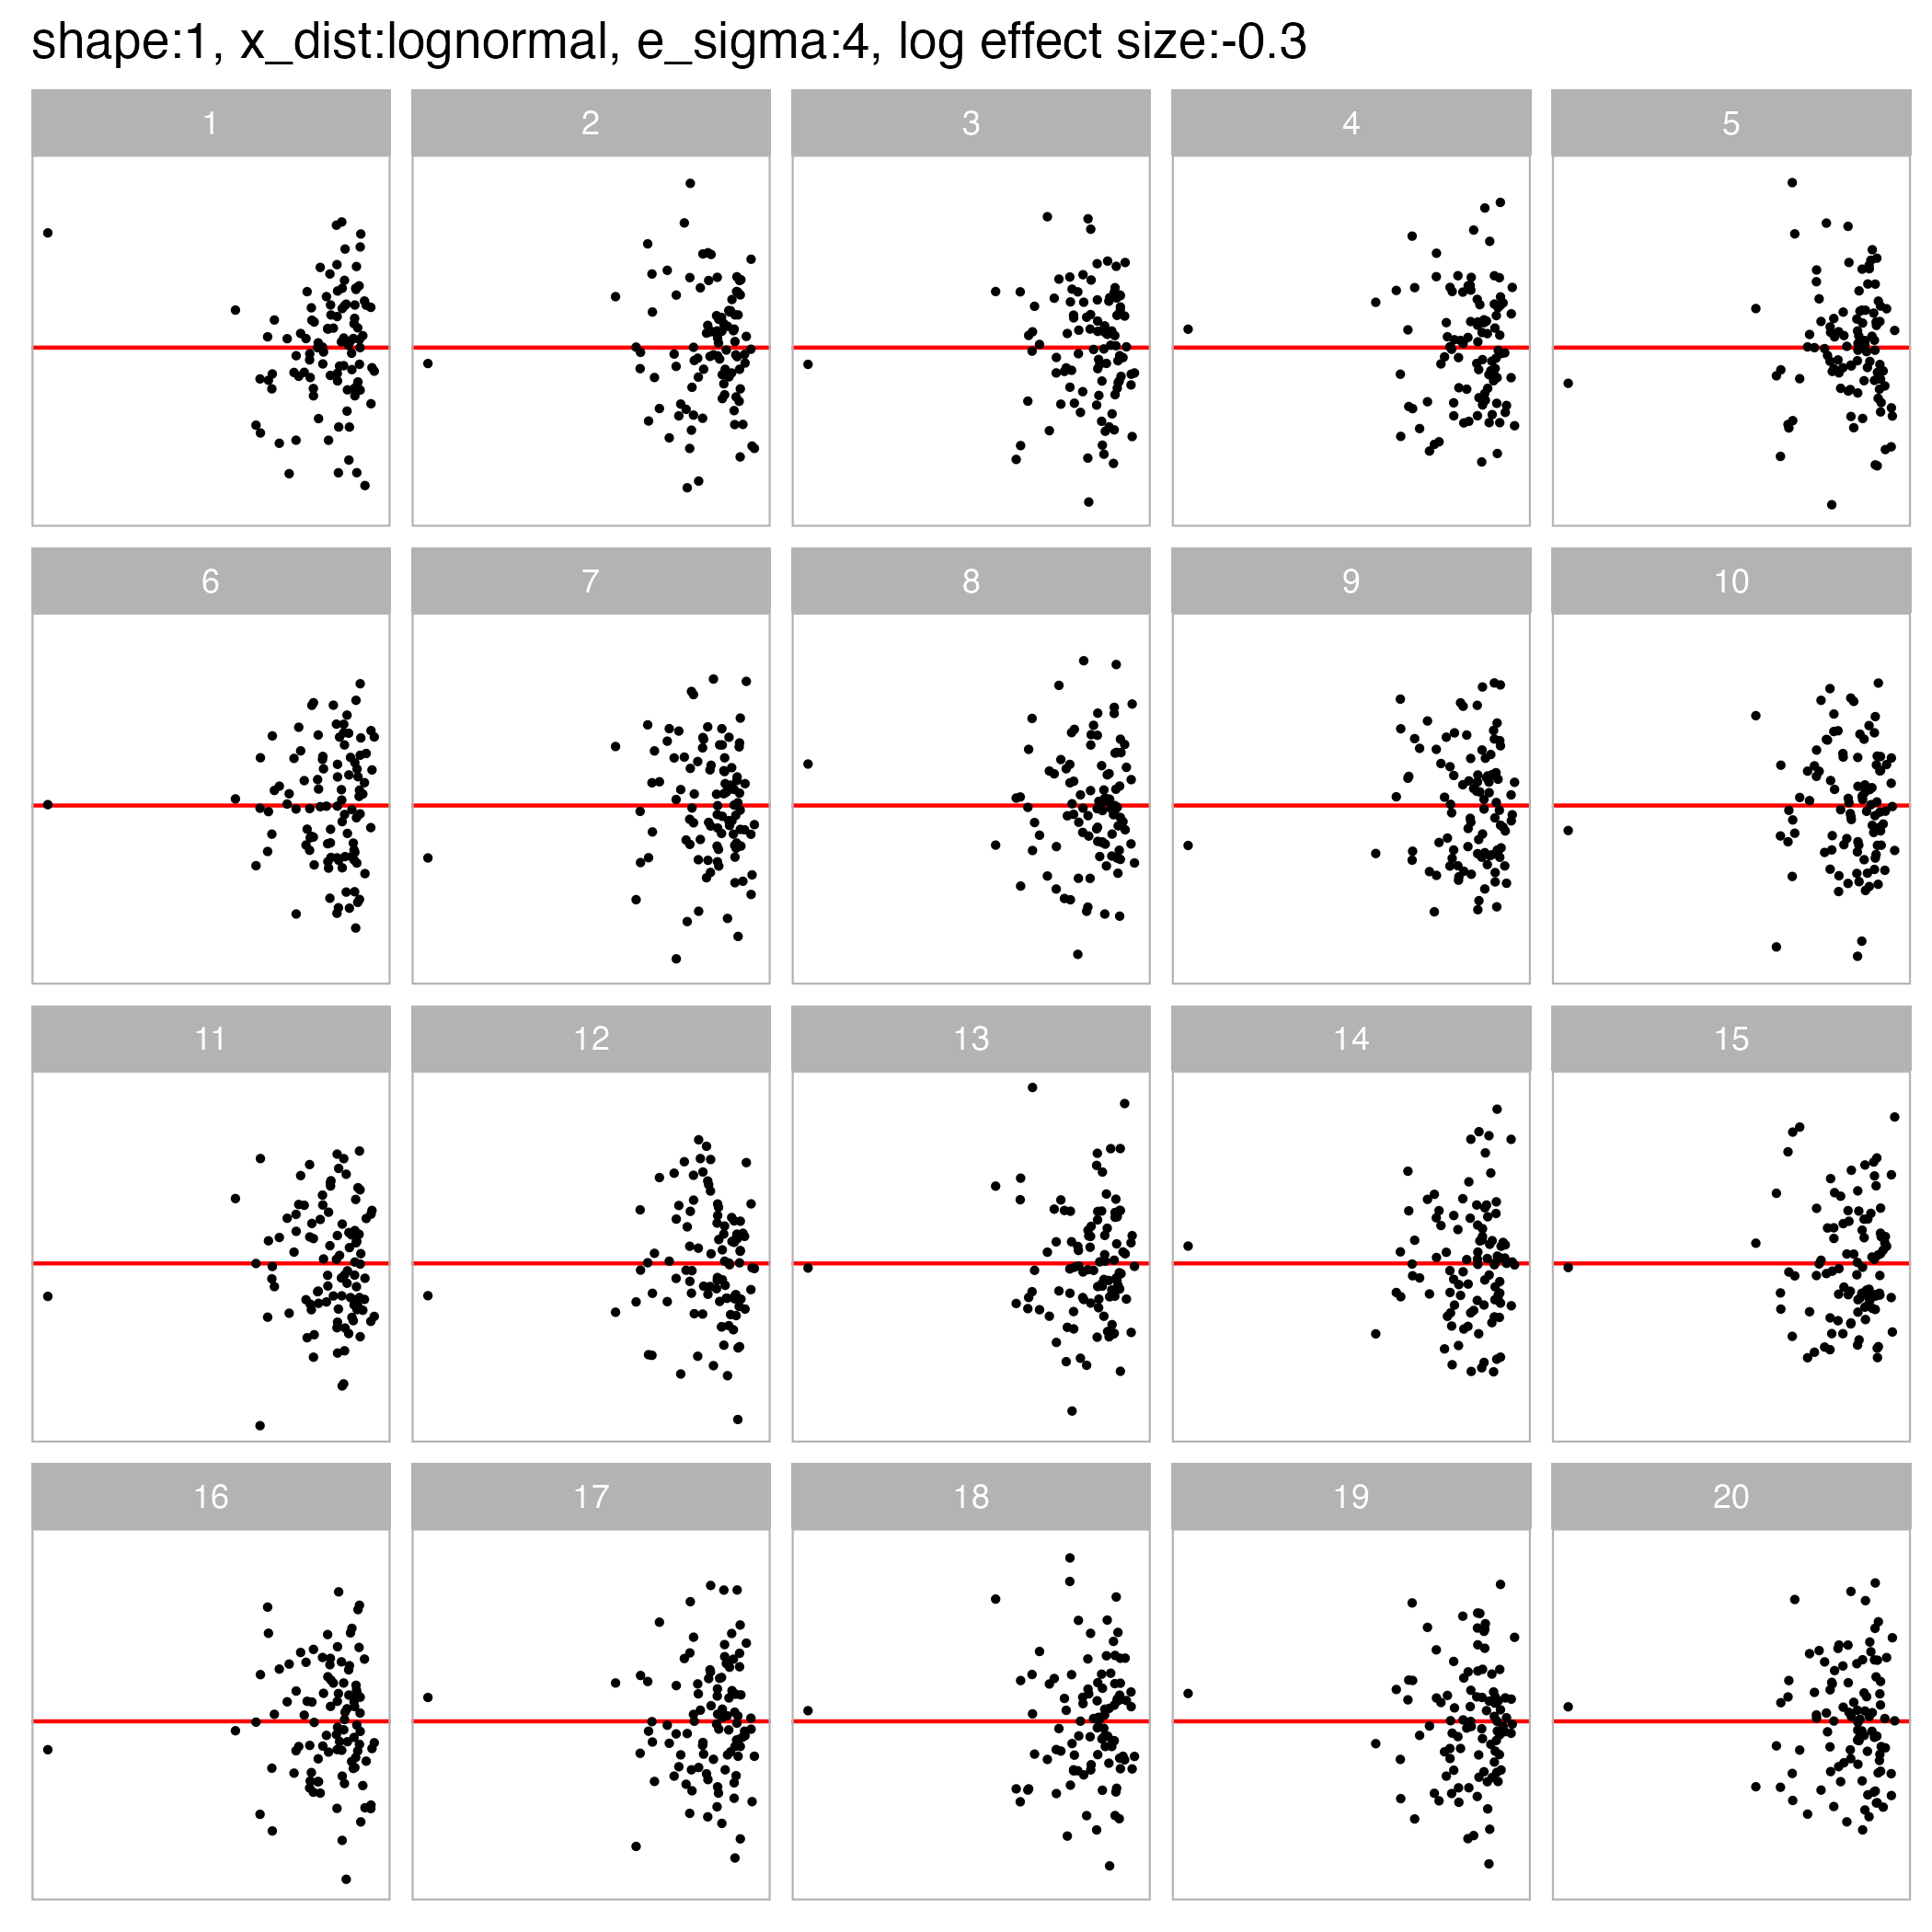 shape:1, x_dist:lognormal, e_sigma:4, log effect size:-0.3
1 2 3 4 5
6 7 8 9 10
11 12 13 14 15
16 17 18 19 20